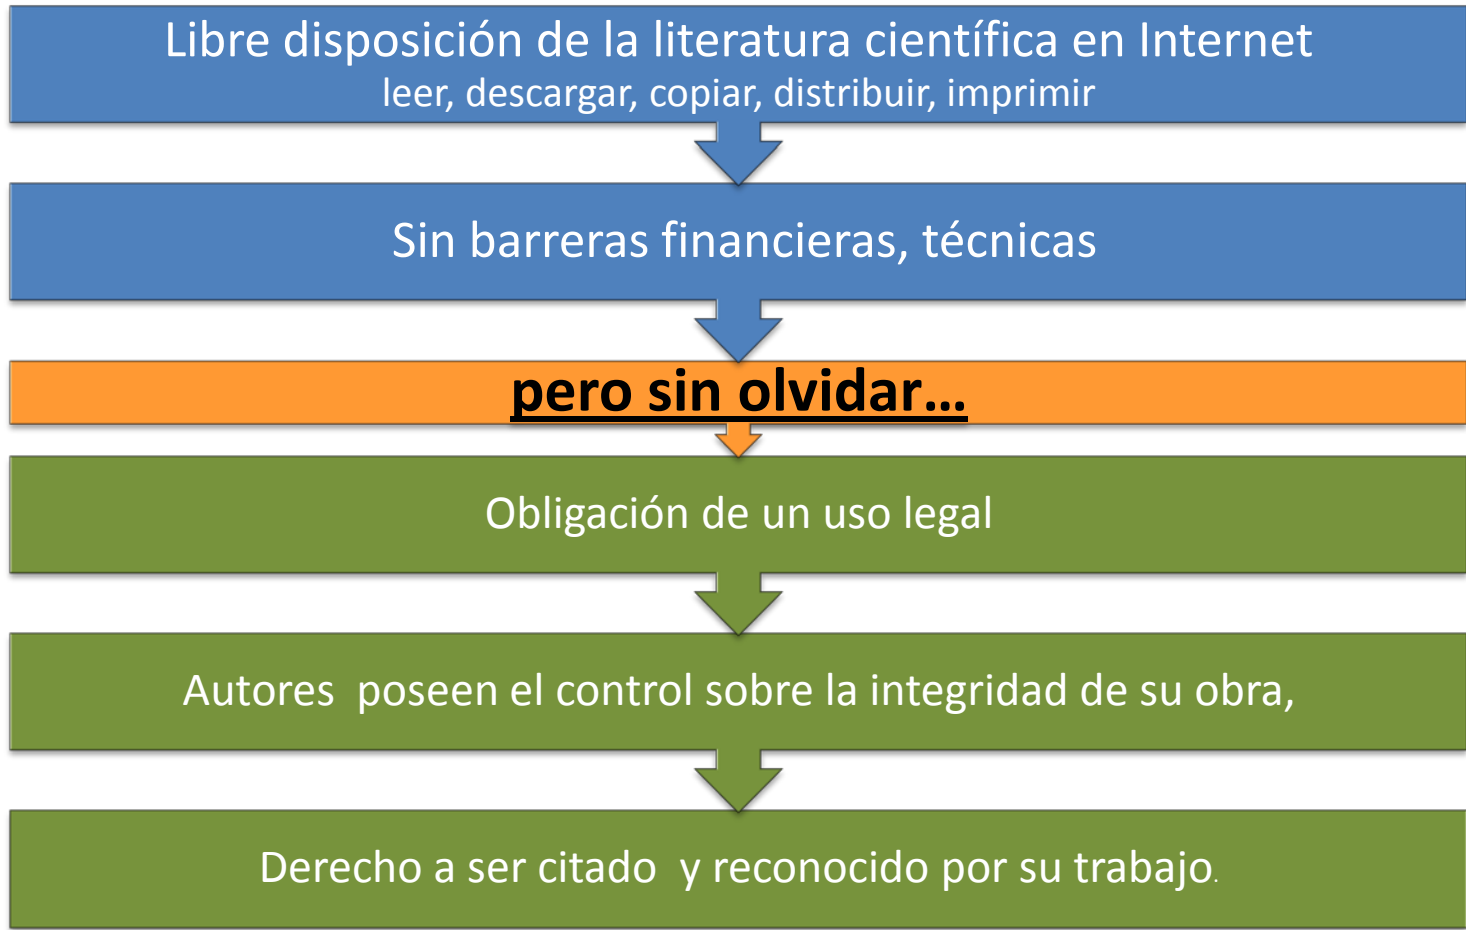 Libre disposición de la literatura científica en Internet
leer, descargar, copiar, distribuir, imprimir
Sin barreras financieras, técnicas
pero sin olvidar...
Obligación de un uso legal
Autores  poseen el control sobre la integridad de su obra,
Derecho a ser citado  y reconocido por su trabajo.